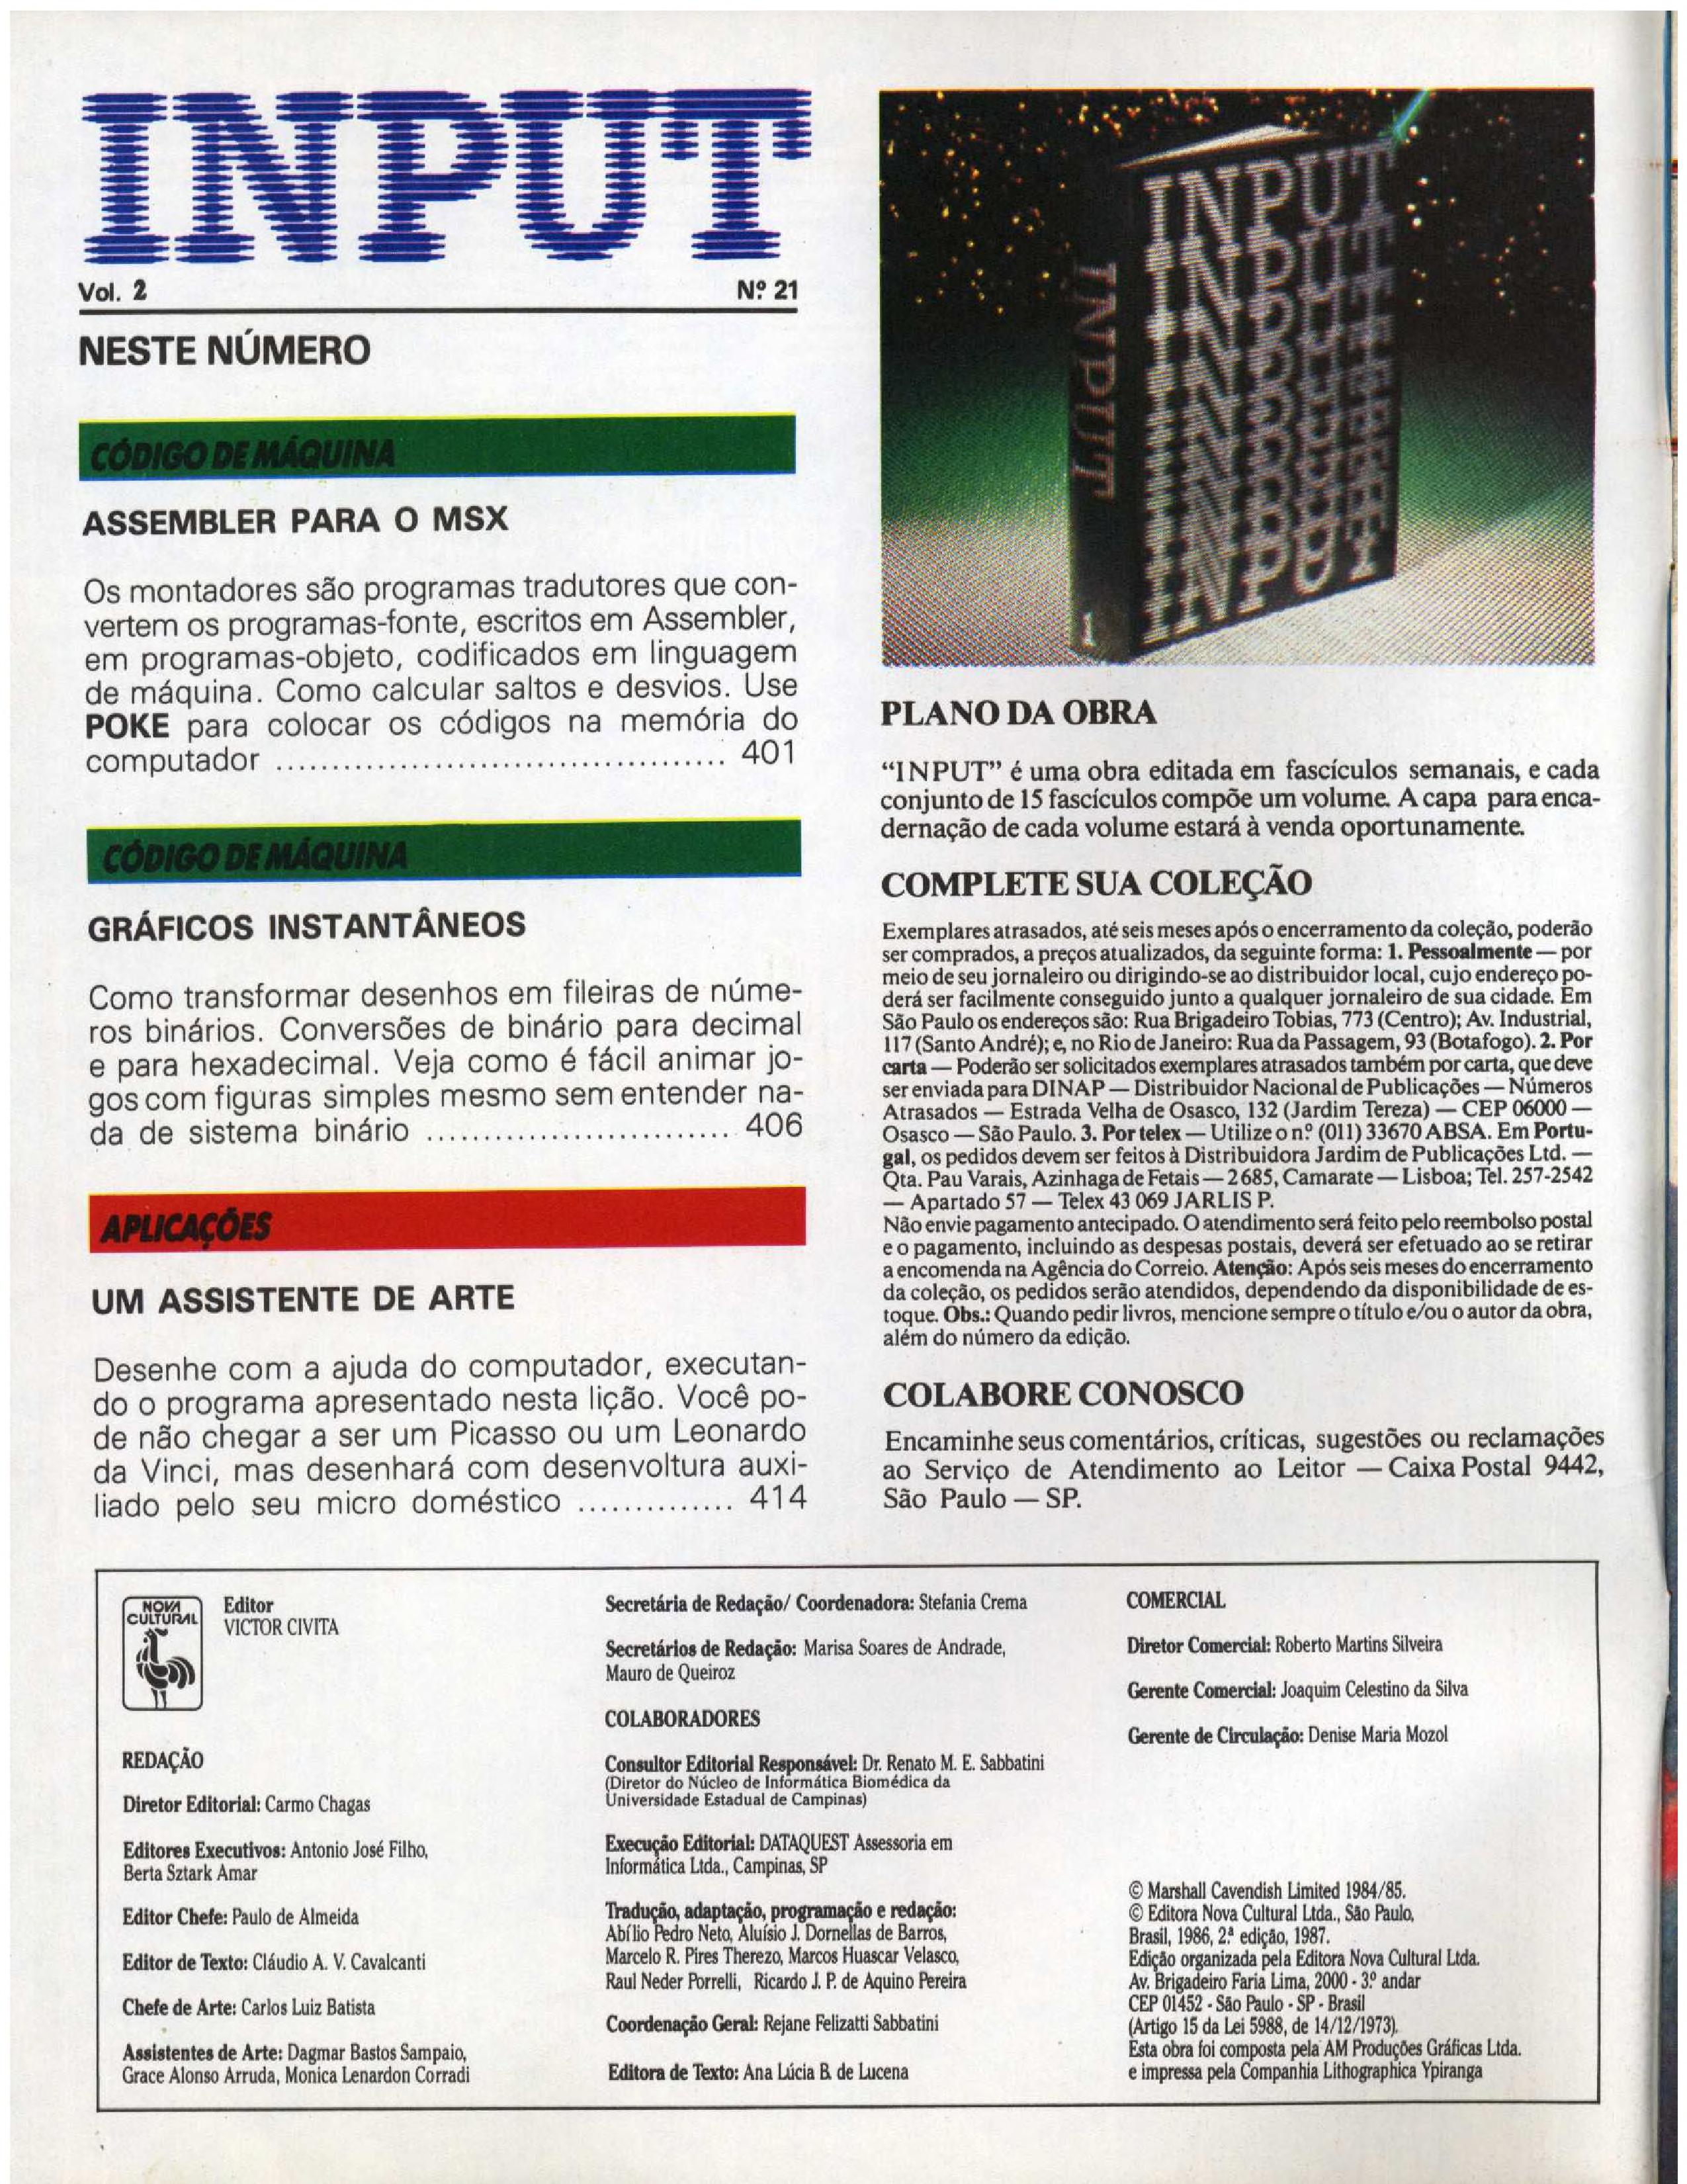 INPUT
Vol. 2
N.º 21
NESTE NÚMERO
CÓDIGO DE MÁQUINA
ASSEMBLER PARA O MSX
Os montadores são programas tradutores que con-
vertem os programas-fonte, escritos em Assembler,
em programas-objeto, codificados em linguagem
de máquina. Como calcular saltos e desvios. Use
POKE para colocar os códigos na memória do
computador ........................................ 401
CÓDIGO DE MÁQUINA
GRÁFICOS INSTANTÂNEOS
Como transformar desenhos em fileiras de núme-
ros binários. Conversões de binário para decimal
e para hexadecimal. Veja como é fácil animar jo-
gos com figuras simples mesmo sem entender na-
da de sistema binário ........................... 406
APLICAÇÕES
UM ASSISTENTE DE ARTE
Desenhe com a ajuda do computador, executan-
do o programa apresentado nesta lição. Você po-
de não chegar a ser um Picasso ou um Leonardo
da Vinci, mas desenhará com desenvoltura auxi-
liado pelo seu micro doméstico .............. 414
INPUT
INPUT
INPUT
INPUT
INPUT
INPUT
INPUT
INPUT
INPUT
INPUT
1
PLANO DA OBRA
“INPUT” é uma obra editada em fascículos semanais, e cada
conjunto de 15 fascículos compõe um volume. A capa para enca-
dernação de cada volume estará à venda oportunamente.
COMPLETE SUA COLEÇÃO
Exemplares atrasados, até seis meses após o encerramento da coleção, poderão
ser comprados, a preços atualizados, da seguinte forma: 1. Pessoalmente — por
meio de seu jornaleiro ou dirigindo-se ao distribuidor local, cujo endereço po-
derá ser facilmente conseguido junto a qualquer jornaleiro de sua cidade. Em
São Paulo os endereços são: Rua Brigadeiro Tobias, 773 (Centro); Av. Industrial,
117 (Santo André); e, no Rio de Janeiro: Rua da Passagem, 93 (Botafogo). 2. Por
carta — Poderão ser solicitados exemplares atrasados também por carta, que deve
ser enviada para DINAP — Distribuidor Nacional de Publicações — Números
Atrasados — Estrada Velha de Osasco, 132 (Jardim Tereza) — CEP 06000 —
Osasco — São Paulo. 3. Por telex — Utilize o n.º (011) 33670 ABSA. Em Portu-
gal, os pedidos devem ser feitos à Distribuidora Jardim de Publicações Ltd. —
Qta. Pau Varais, Azinhaga de Fetais — 2685, Camarate — Lisboa; Tel. 257-2542
— Apartado 57 — Telex 43 069 JARLIS P.
Não envie pagamento antecipado. O atendimento será feito pelo reembolso postal
e o pagamento, incluindo as despesas postais, deverá ser efetuado ao se retirar
a encomenda na Agência do Correio. Atenção: Após seis meses do encerramento
da coleção, os pedidos serão atendidos, dependendo da disponibilidade de es-
toque. Obs.: Quando pedir livros, mencione sempre o título e/ou o autor da obra,
além do número da edição.
COLABORE CONOSCO
Encaminhe seus comentários, críticas, sugestões ou reclamações
ao Serviço de Atendimento ao Leitor — Caixa Postal 9442,
São Paulo — SP.
NOVA
CULTURAL
Editor
VICTOR CIVITA
REDAÇÃO
Diretor Editorial: Carmo Chagas
Editores Executivos: Antonio José Filho,
Berta Sztark Amar
Editor Chefe: Paulo de Almeida
Editor de Texto: Cláudio A. V. Cavalcanti
Chefe de Arte: Carlos Luiz Batista
Assistentes de Arte: Dagmar Bastos Sampaio,
Grace Alonso Arruda, Monica Lenardon Corradi
Secretária de Redação/ Coordenadora: Stefania Crema
Secretários de Redação: Marisa Soares de Andrade,
Mauro de Queiroz
COLABORADORES
Consultor Editorial Responsável: Dr. Renato M. E. Sabbatini
(Diretor do Núcleo de Informática Biomédica da
Universidade Estadual de Campinas)
Execução Editorial: DATAQUEST Assessoria em
Informática Ltda., Campinas, SP
Tradução, adaptação, programação e redação:
Abílio Pedro Neto, Aluísio J. Dornellas de Barros,
Marcelo R. Pires Therezo, Marcos Huascar Velasco,
Raul Neder Porrelli, Ricardo J. P. de Aquino Pereira
Coordenação Geral: Rejane Felizatti Sabbatini
Editora de Texto: Ana Lúcia B. de Lucena
COMERCIAL
Diretor Comercial: Roberto Martins Silveira
Gerente Comercial: Joaquim Celestino da Silva
Gerente de Circulação: Denise Maria Mozol
© Marshall Cavendish Limited 1984/85.
© Editora Nova Cultural Ltda., São Paulo,
Brasil, 1986, 2.ª edição, 1987.
Edição organizada pela Editora Nova Cultural Ltda.
Av. Brigadeiro Faria Lima, 2000 - 3.º andar
CEP 01452 - São Paulo - SP - Brasil
(Artigo 15 da Lei 5988, de 14/12/1973).
Esta obra foi composta pela AM Produções Gráficas Ltda.
e impressa pela Companhia Lithographica Ypiranga